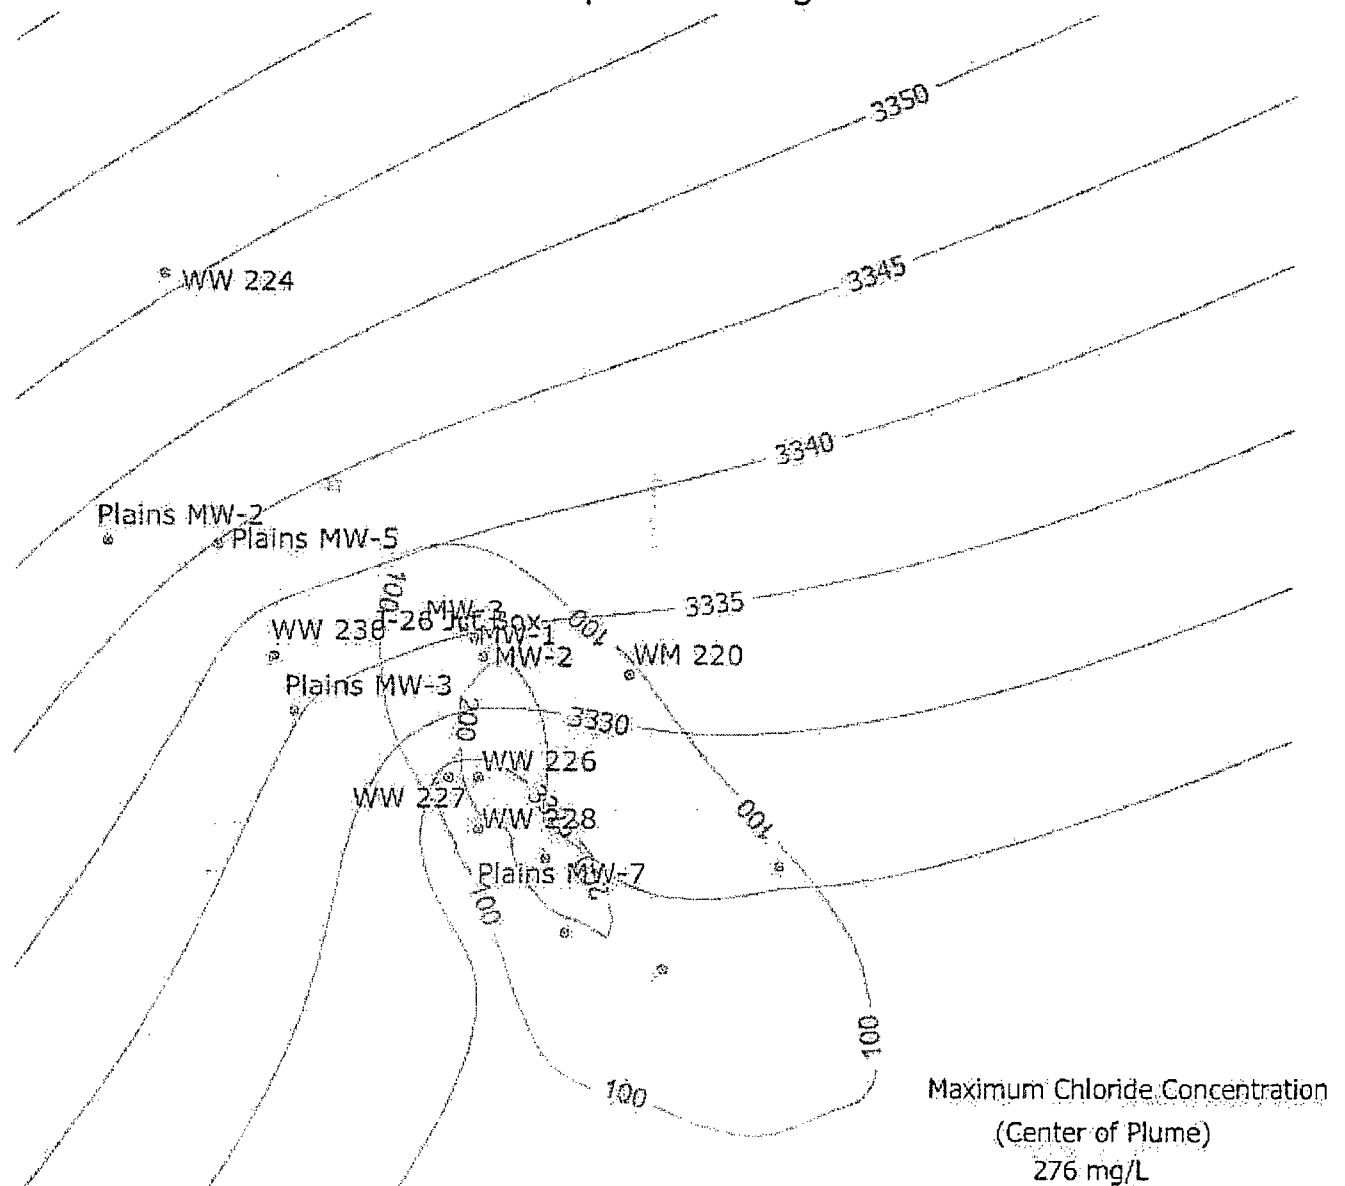 3350
3345
WW 224
3340
Plains MW-2
Plains MW-5
100
MW-3
100
3335
J-26 Jct Box
WW 230
MW-1
MW-2
WM 220
Plains MW-3
200
3330
WW 226
WW 227
100
WW 228
Plains MW-7
100
100
100
Maximum Chloride Concentration
(Center of Plume)
276 mg/L